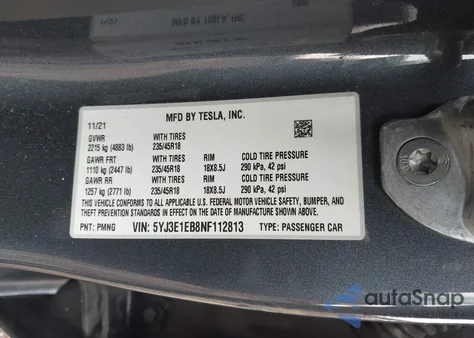 MFD BY TESLA, INC.
11/21
GVWR WITH TIRES
2215 kg (4883 lb) 235/45R18
GAWR FRT WITH TIRES RIM COLD TIRE PRESSURE
1110 kg (2447 lb) 235/45R18 18X8.5J 290 kPa, 42 psi
GAWR RR WITH TIRES RIM COLD TIRE PRESSURE
1257 kg (2771 lb) 235/45R18 18X8.5J 290 kPa, 42 psi
THIS VEHICLE CONFORMS TO ALL APPLICABLE U.S. FEDERAL MOTOR VEHICLE SAFETY, BUMPER, AND
THEFT PREVENTION STANDARDS IN EFFECT ON THE DATE OF MANUFACTURE SHOWN ABOVE.
PNT: PMNG VIN: 5YJ3E1EB8NF112813 TYPE: PASSENGER CAR
autoSnap